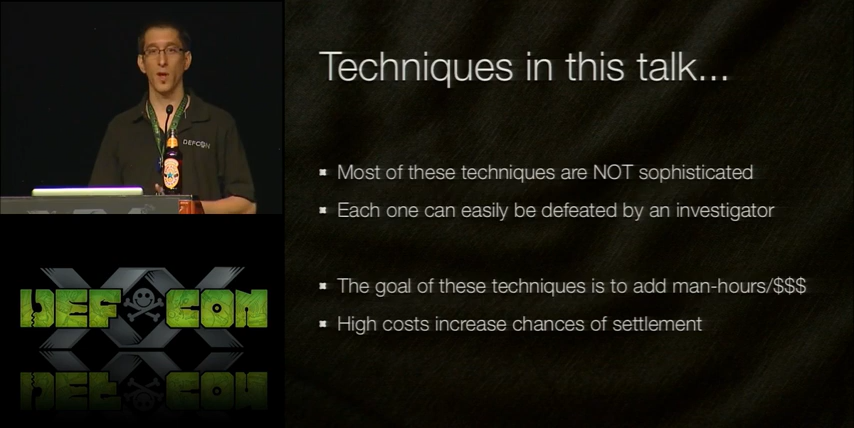 Techniques in this talk...
Most of these techniques are NOT sophisticated
Each one can easily be defeated by an investigator
The goal of these techniques is to add man-hours/$$$
High costs increase chances of settlement
DEFCON
DEF CON
XX